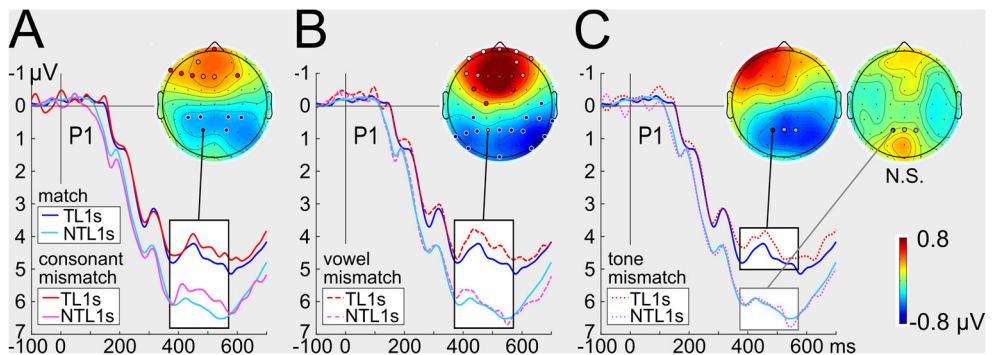 A
B
C
μV
-1
0
1
2
3
4
5
6
7
P1
match
TL1s
NTL1s
consonant
mismatch
TL1s
NTL1s
-100 0 200 400 600
-1
0
1
2
3
4
5
6
7
P1
vowel
mismatch
TL1s
NTL1s
-100 0 200 400 600
-1
0
1
2
3
4
5
6
7
P1
N.S.
tone
mismatch
TL1s
NTL1s
-100 0 200 400 600 ms
0.8
-0.8 μV